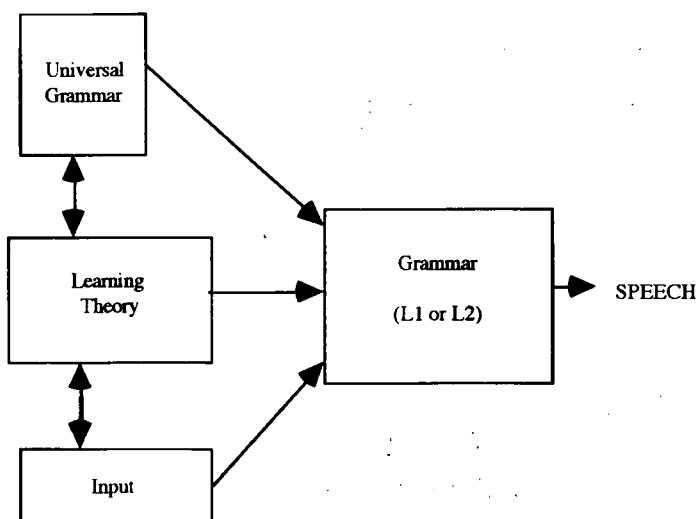 Universal
Grammar
Learning
Theory
Input
Grammar
(L1 or L2)
SPEECH